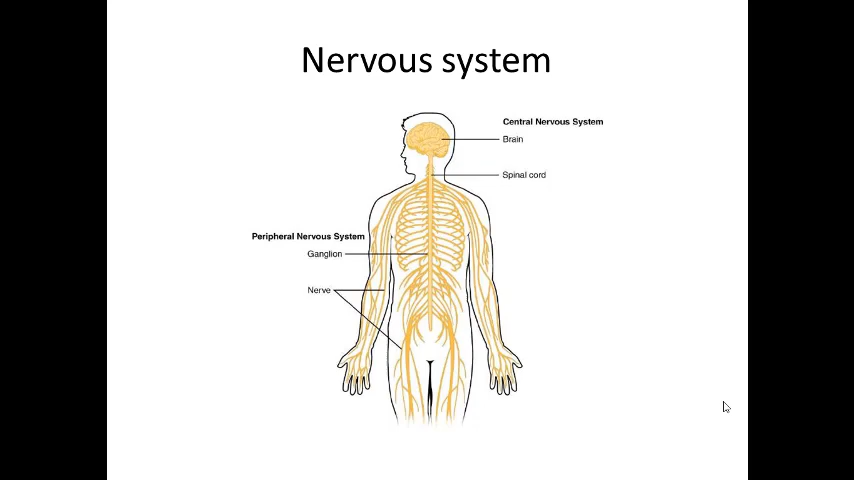 Nervous system
Central Nervous System
Brain
Spinal cord
Peripheral Nervous System
Ganglion
Nerve